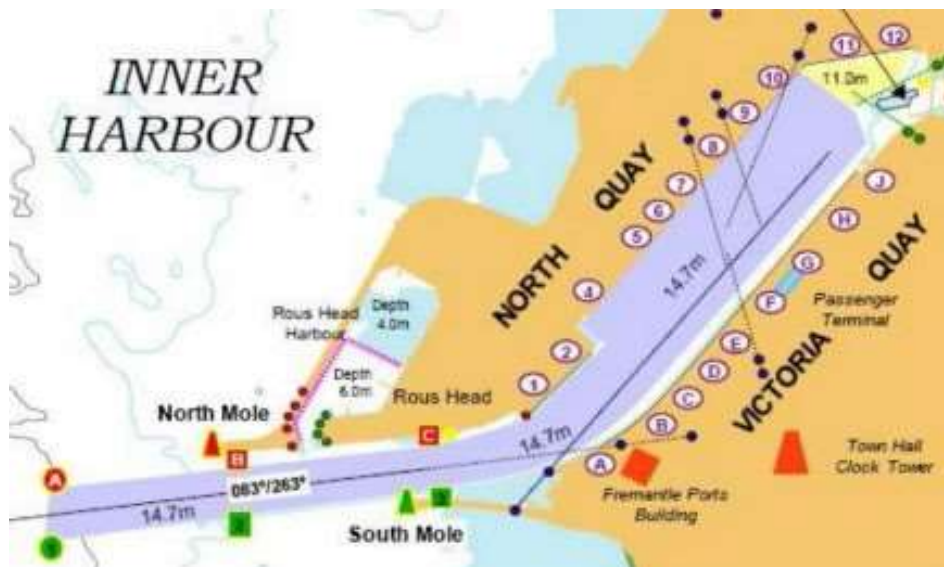 INNER
HARBOUR
11
12
11.0m
10
9
8
7
6
5
4
2
1
NORTH
QUAY
14.7m
J
H
G
F
E
D
C
B
A
VICTORIA
QUAY
Passenger
Terminal
Rous Head
Harbour
Depth
4.0m
Depth
6.0m
Rous Head
North Mole
B
C
14.7m
A
083°/263°
14.7m
South Mole
Fremantle Ports
Building
Town Hall
Clock Tower